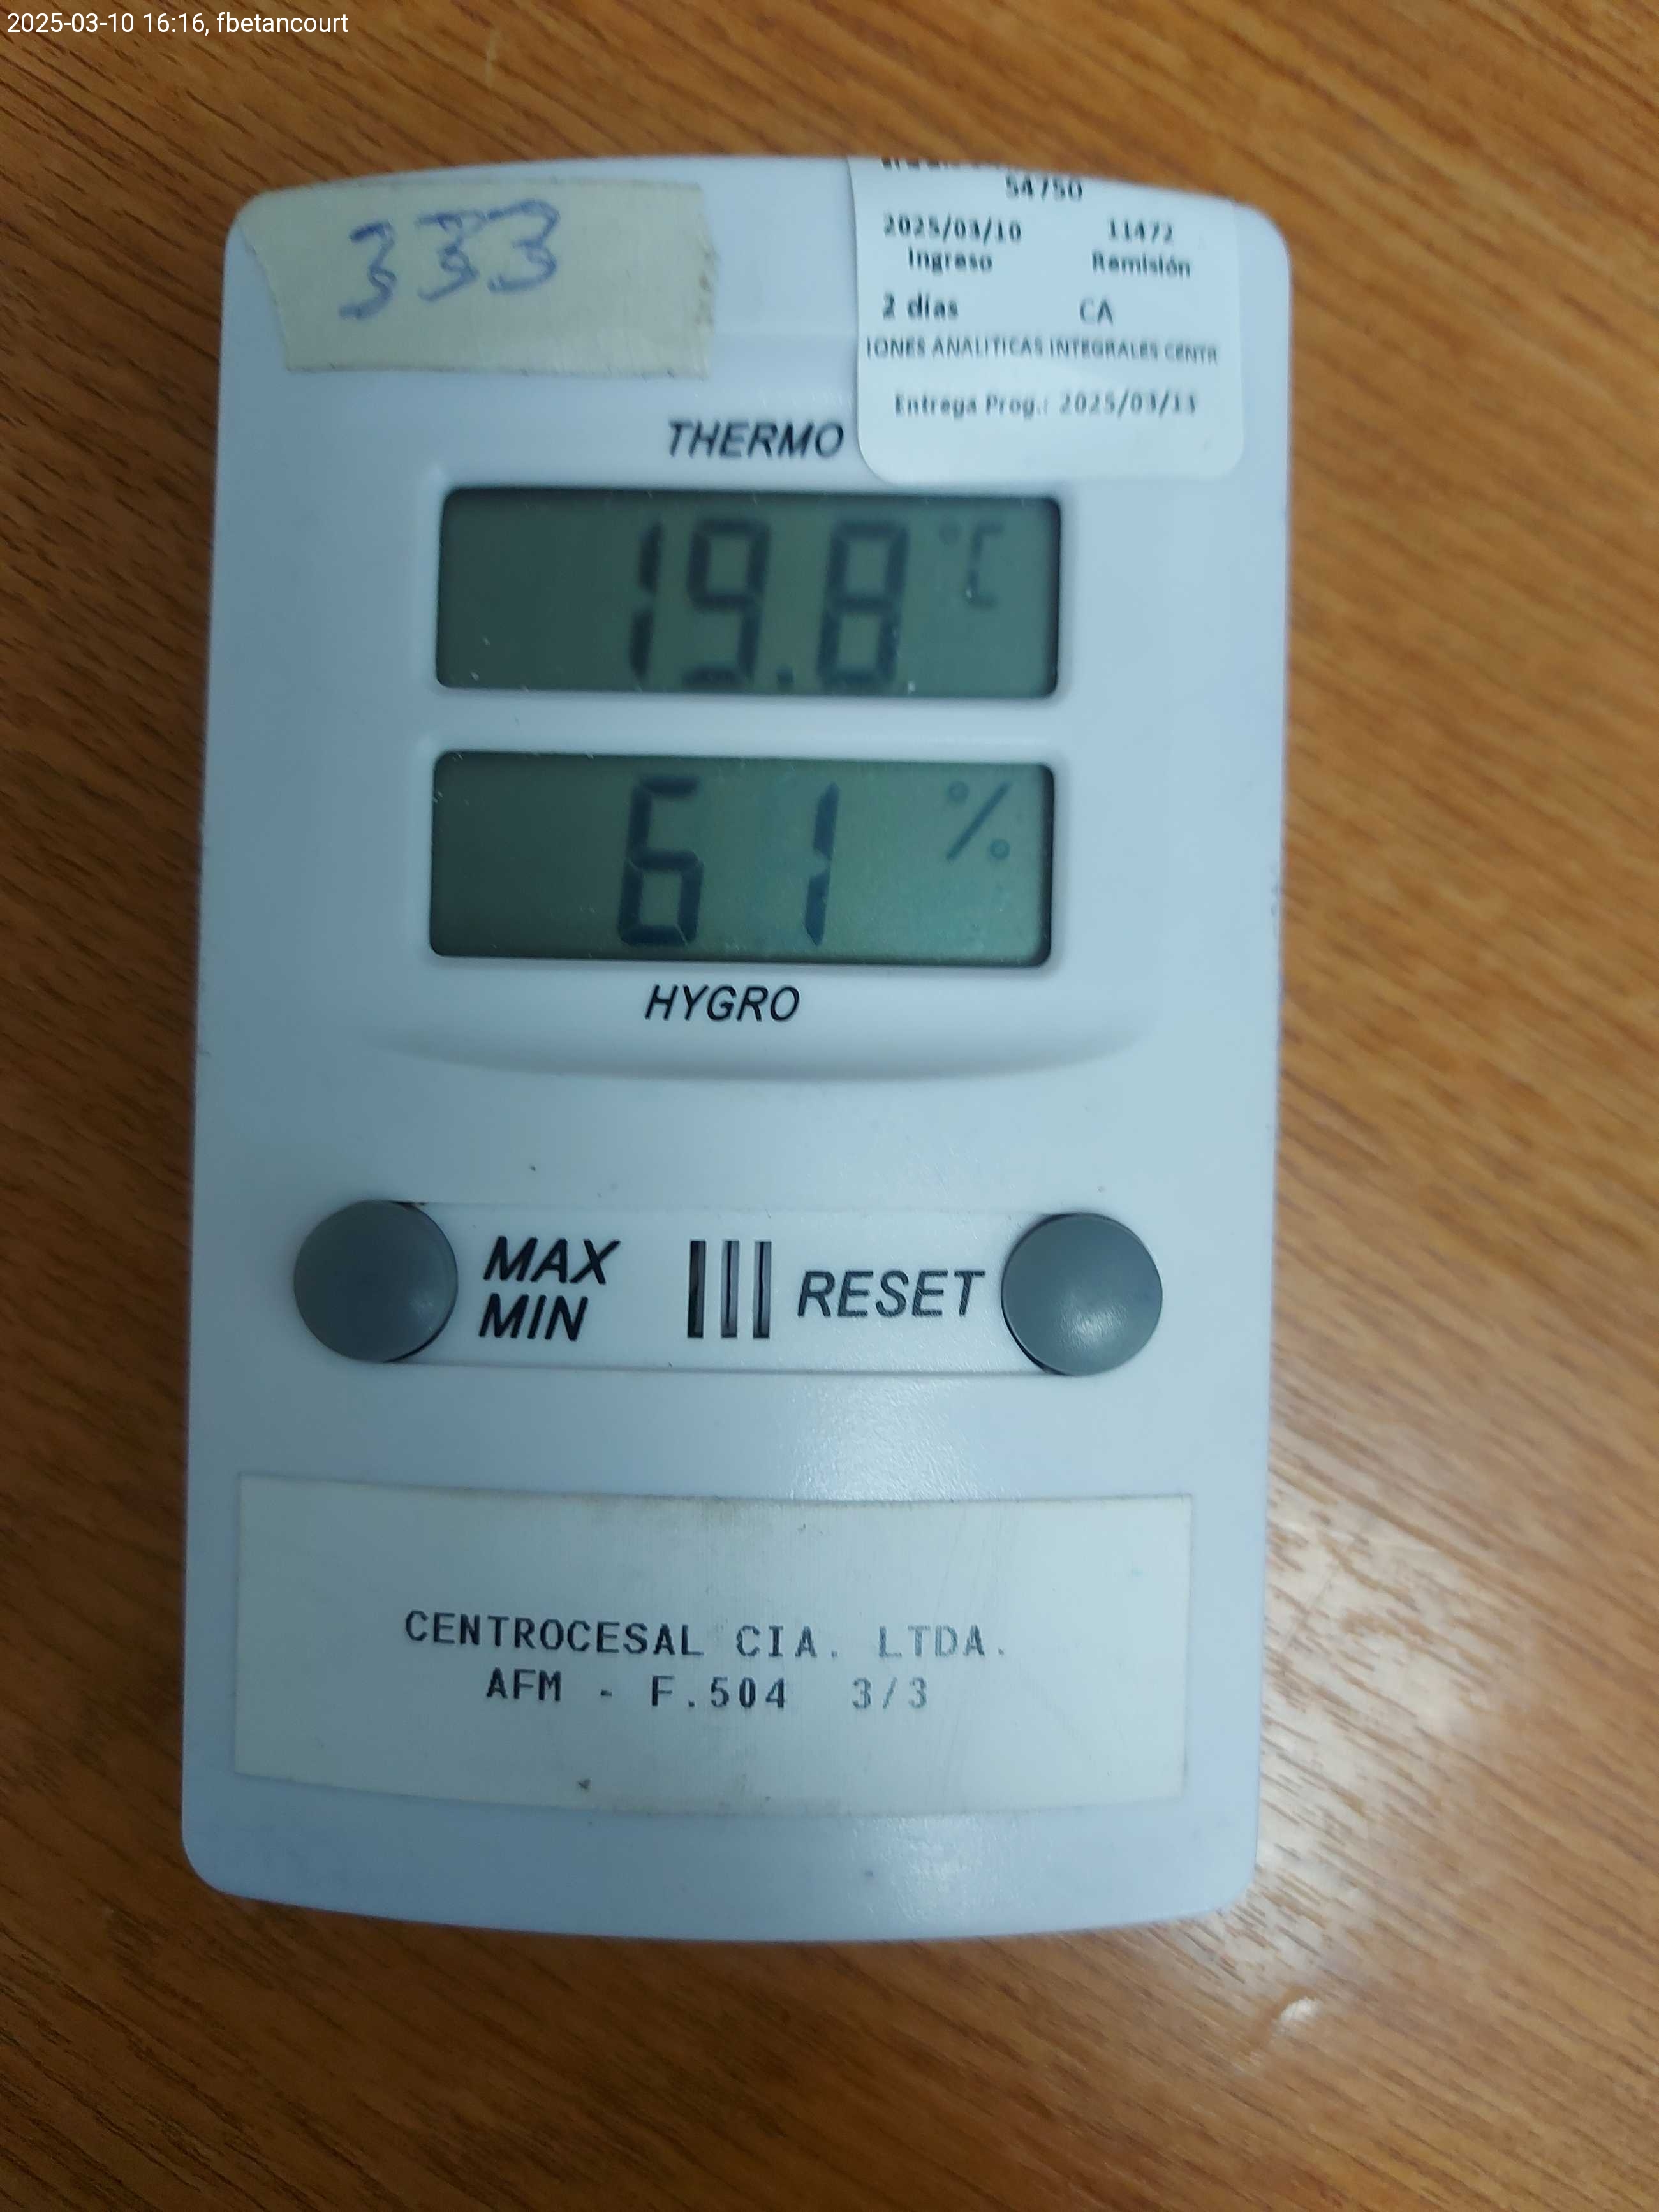 2025-03-10 16:16, fbetancourt
333
54750
2025/03/10 11472
Ingreso Remisión
2 días CA
IONES ANALITICAS INTEGRALES CENTR
Entrega Prog.: 2025/03/13
THERMO
19.8 °C
61 %
HYGRO
MAX
MIN
RESET
CENTROCESAL CIA. LTDA.
AFM - F.504 3/3